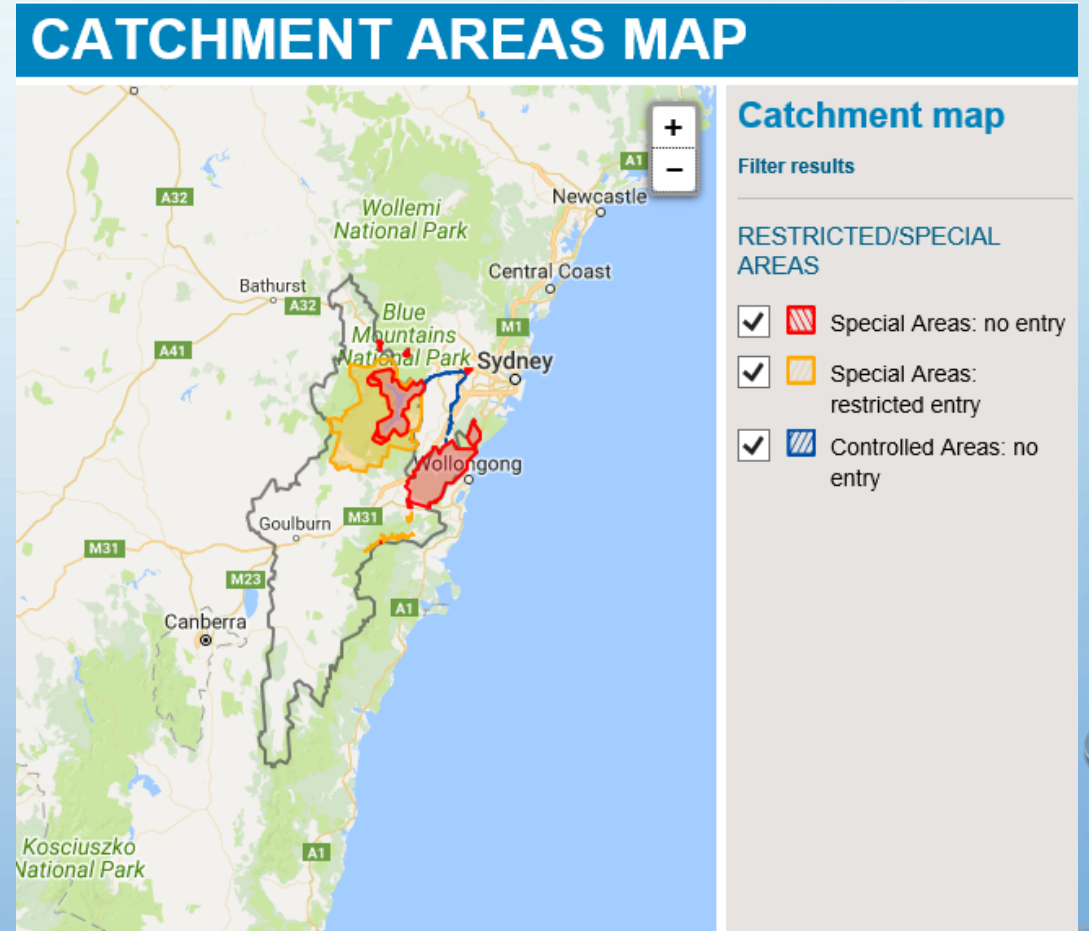 CATCHMENT AREAS MAP
+
−
A1
Newcastle
A32
Wollemi
National Park
Central Coast
Bathurst
A32
Blue
Mountains
National Park
M1
A41
Sydney
Wollongong
Goulburn
M31
M31
M23
A1
Canberra
Kosciuszko
National Park
A1
Catchment map
Filter results
RESTRICTED/SPECIAL
AREAS
Special Areas: no entry
Special Areas:
restricted entry
Controlled Areas: no
entry